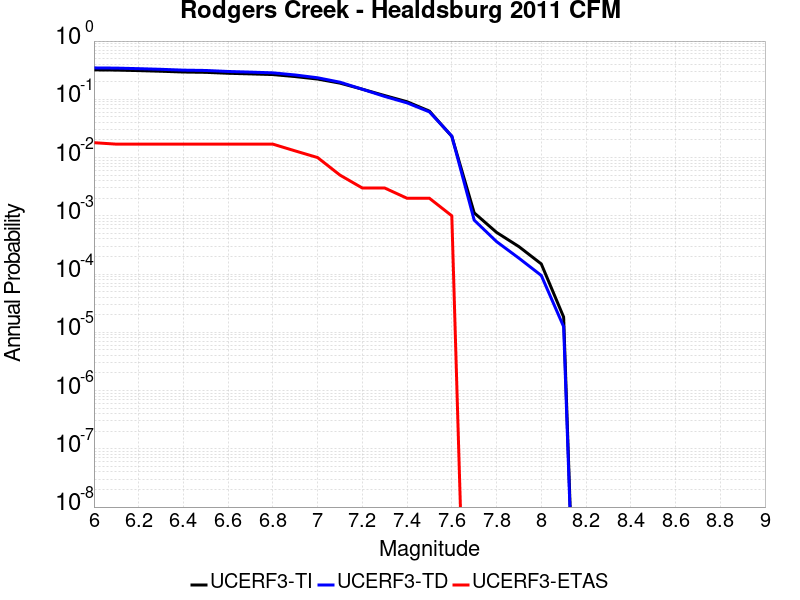 Rodgers Creek - Healdsburg 2011 CFM
Annual Probability
10^0
10^-1
10^-2
10^-3
10^-4
10^-5
10^-6
10^-7
10^-8
6 6.2 6.4 6.6 6.8 7 7.2 7.4 7.6 7.8 8 8.2 8.4 8.6 8.8 9
Magnitude
UCERF3-TI UCERF3-TD UCERF3-ETAS